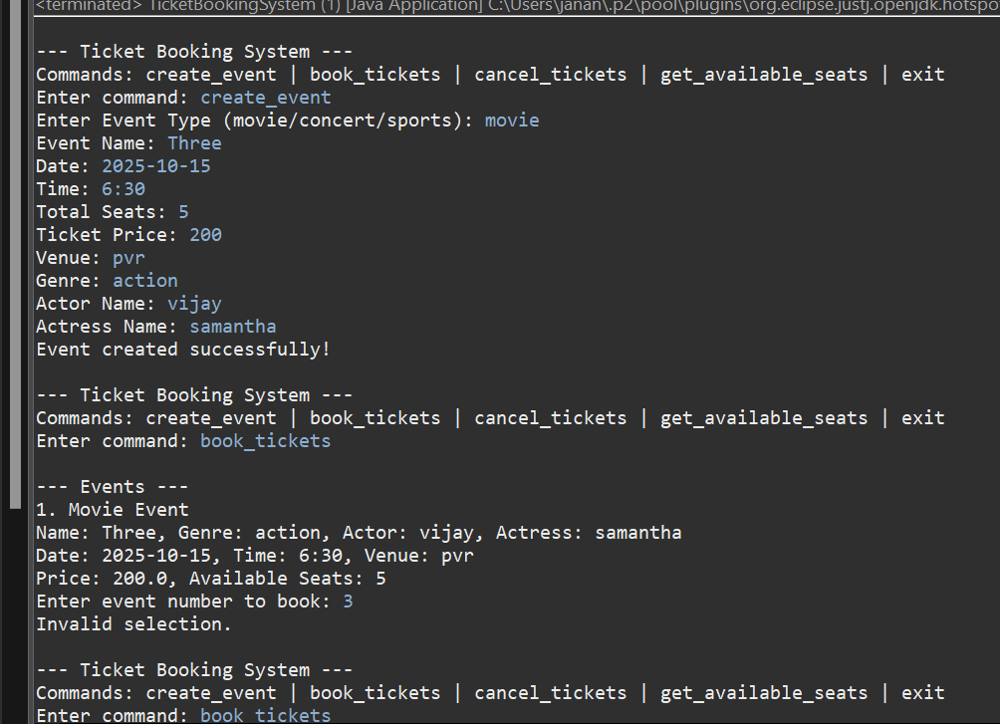 <terminated> TicketBookingSystem (1) [Java Application] C:\Users\janan\.p2\pool\plugins\org.eclipse.justj.openjdk.hotspo
--- Ticket Booking System ---
Commands: create_event | book_tickets | cancel_tickets | get_available_seats | exit
Enter command: create_event
Enter Event Type (movie/concert/sports): movie
Event Name: Three
Date: 2025-10-15
Time: 6:30
Total Seats: 5
Ticket Price: 200
Venue: pvr
Genre: action
Actor Name: vijay
Actress Name: samantha
Event created successfully!
--- Ticket Booking System ---
Commands: create_event | book_tickets | cancel_tickets | get_available_seats | exit
Enter command: book_tickets
--- Events ---
1. Movie Event
Name: Three, Genre: action, Actor: vijay, Actress: samantha
Date: 2025-10-15, Time: 6:30, Venue: pvr
Price: 200.0, Available Seats: 5
Enter event number to book: 3
Invalid selection.
--- Ticket Booking System ---
Commands: create_event | book_tickets | cancel_tickets | get_available_seats | exit
Enter command: book_tickets